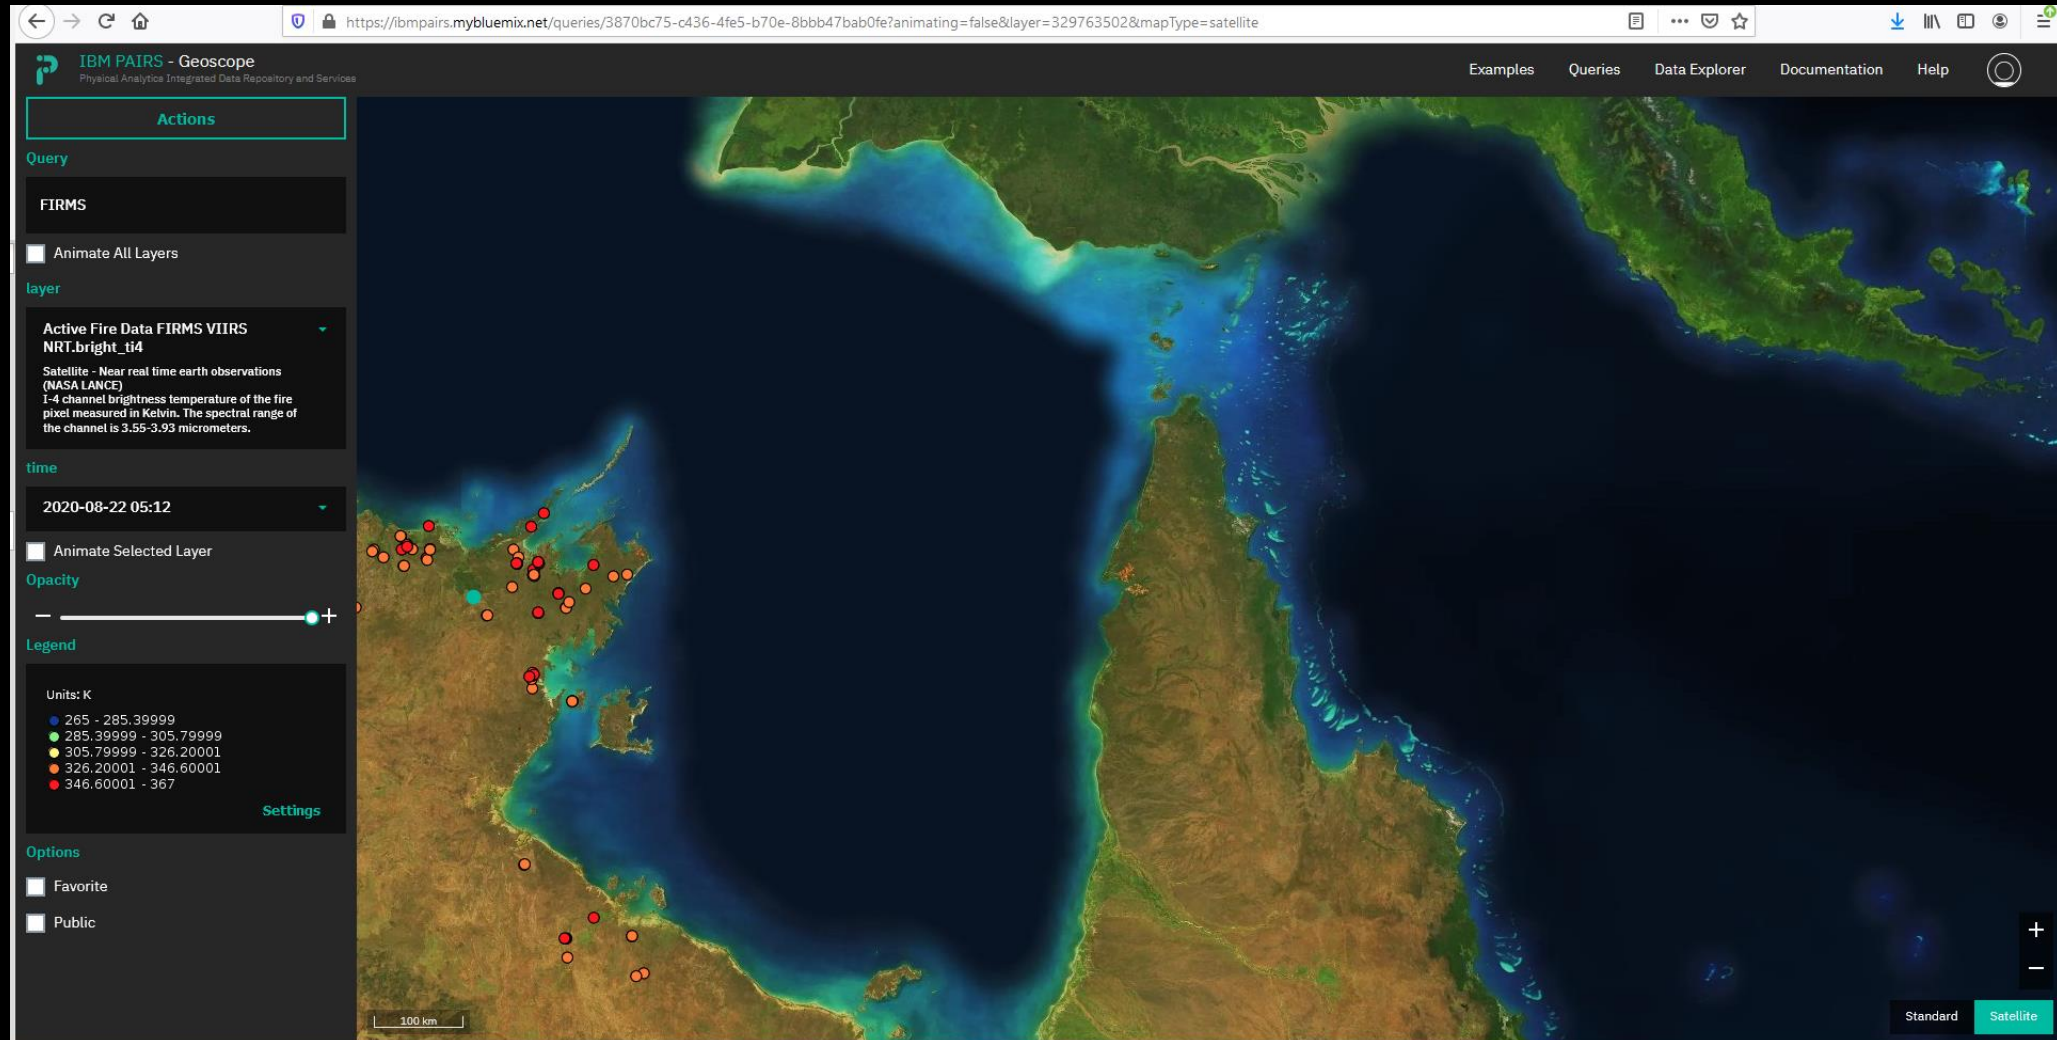 https://ibmpairs.mybluemix.net/queries/3870bc75-c436-4fe5-b70e-8bbb47bab0fe?animating=false&layer=329763502&mapType=satellite
IBM PAIRS - Geoscope
Physical Analytics Integrated Data Repository and Services
Examples
Queries
Data Explorer
Documentation
Help
Actions
Query
FIRMS
Animate All Layers
layer
Active Fire Data FIRMS VIIRS
NRT.bright_ti4
Satellite - Near real time earth observations
(NASA LANCE)
I-4 channel brightness temperature of the fire
pixel measured in Kelvin. The spectral range of
the channel is 3.55-3.93 micrometers.
time
2020-08-22 05:12
Animate Selected Layer
Opacity
Legend
Units: K
265 - 285.39999
285.39999 - 305.79999
305.79999 - 326.20001
326.20001 - 346.60001
346.60001 - 367
Settings
Options
Favorite
Public
100 km
Standard
Satellite